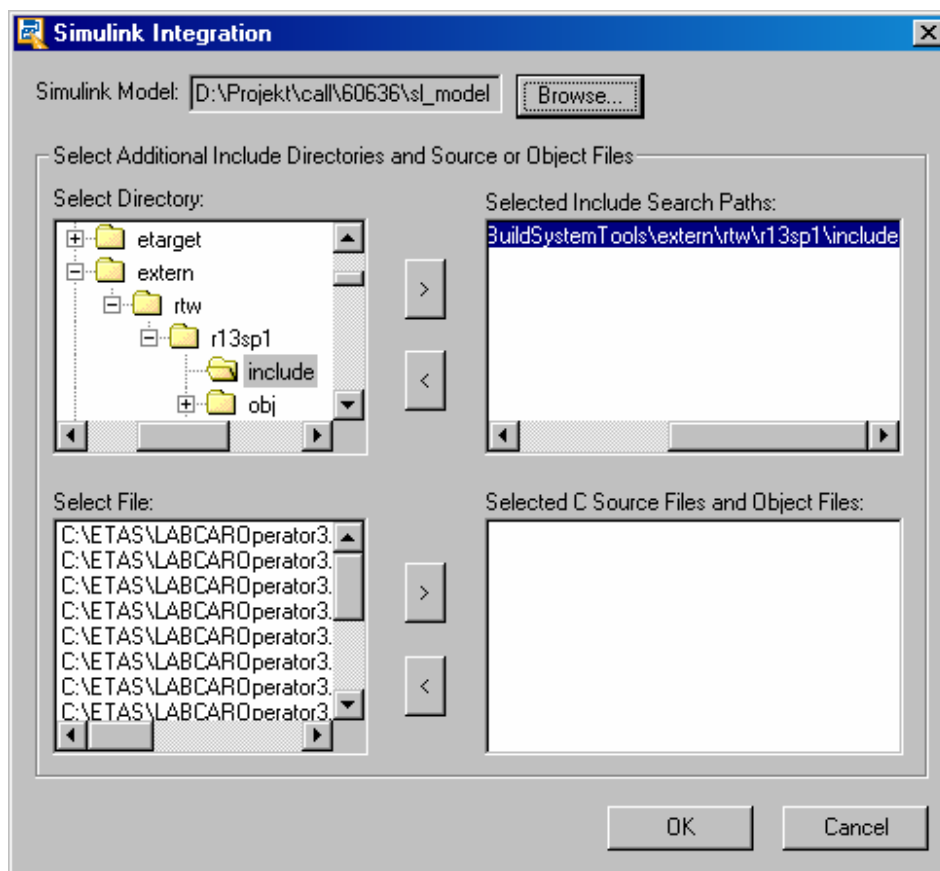 Simulink Integration
Simulink Model: D:\Projekt\call\60636\sl_model Browse...
Select Additional Include Directories and Source or Object Files
Select Directory:
etarget
extern
rtw
r13sp1
include
obj
>
<
Selected Include Search Paths:
BuildSystemTools\extern\rtw\r13sp1\include
Select File:
C:\ETAS\LABCAROperator3.
C:\ETAS\LABCAROperator3.
C:\ETAS\LABCAROperator3.
C:\ETAS\LABCAROperator3.
C:\ETAS\LABCAROperator3.
C:\ETAS\LABCAROperator3.
C:\ETAS\LABCAROperator3.
C:\ETAS\LABCAROperator3.
>
<
Selected C Source Files and Object Files:
OK Cancel